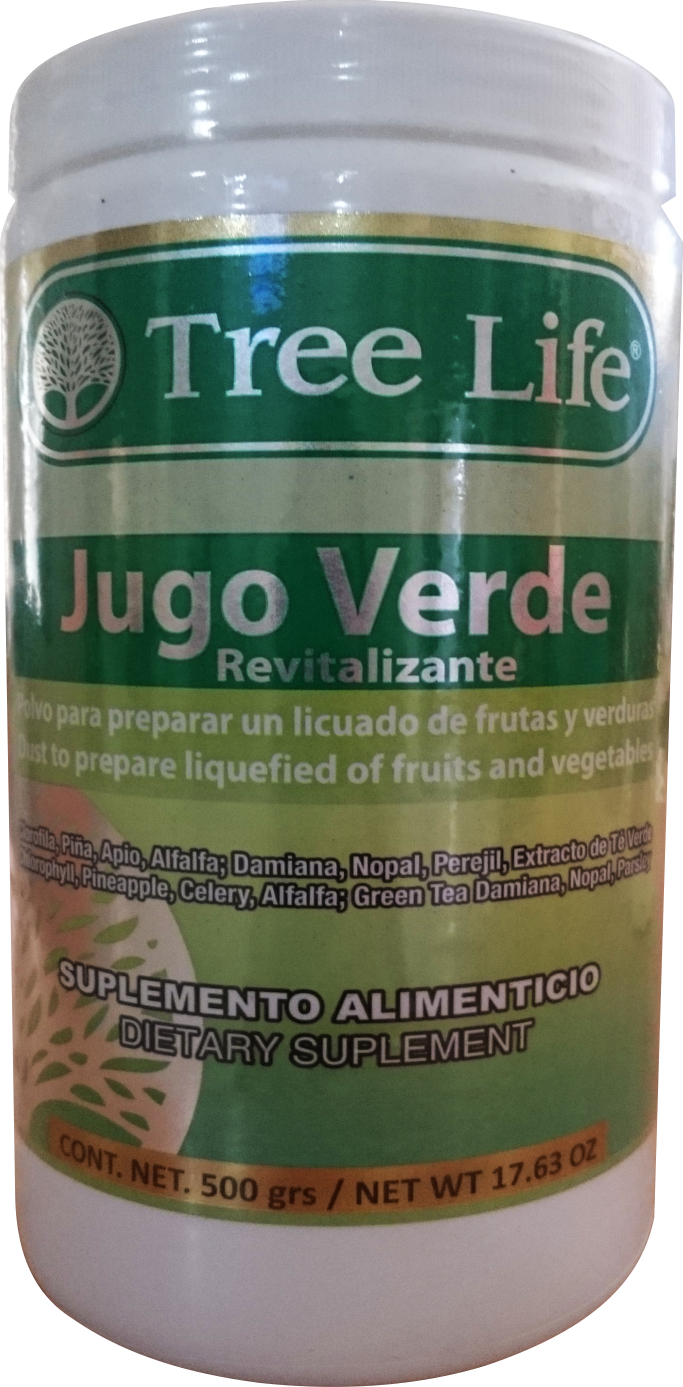 Tree Life®
Jugo Verde
Revitalizante
Polvo para preparar un licuado de frutas y verduras
Dust to prepare liquefied of fruits and vegetables
Clorofila, Piña, Apio, Alfalfa; Damiana, Nopal, Perejil, Extracto de Té Verde
Chlorophyll, Pineapple, Celery, Alfalfa; Green Tea Damiana, Nopal, Parsley
SUPLEMENTO ALIMENTICIO
DIETARY SUPLEMENT
CONT. NET. 500 grs / NET WT 17.63 OZ